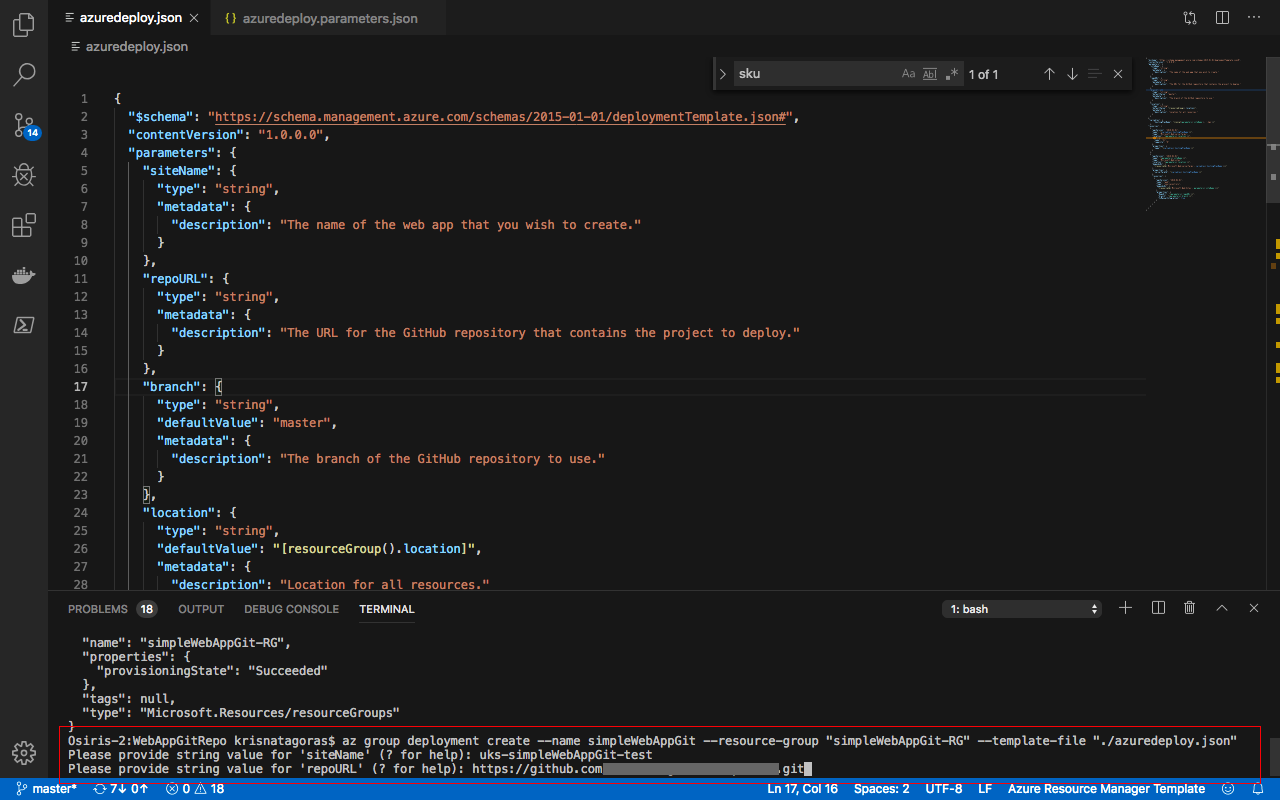 azuredeploy.json
{} azuredeploy.parameters.json
azuredeploy.json
sku
Aa Abl .* 1 of 1
14
1 {
2 "$schema": "https://schema.management.azure.com/schemas/2015-01-01/deploymentTemplate.json#",
3 "contentVersion": "1.0.0.0",
4 "parameters": {
5 "siteName": {
6 "type": "string",
7 "metadata": {
8 "description": "The name of the web app that you wish to create."
9 }
10 },
11 "repoURL": {
12 "type": "string",
13 "metadata": {
14 "description": "The URL for the GitHub repository that contains the project to deploy."
15 }
16 },
17 "branch": {
18 "type": "string",
19 "defaultValue": "master",
20 "metadata": {
21 "description": "The branch of the GitHub repository to use."
22 }
23 },
24 "location": {
25 "type": "string",
26 "defaultValue": "[resourceGroup().location]",
27 "metadata": {
28 "description": "Location for all resources."
PROBLEMS 18 OUTPUT DEBUG CONSOLE TERMINAL 1: bash
"name": "simpleWebAppGit-RG",
"properties": {
"provisioningState": "Succeeded"
},
"tags": null,
"type": "Microsoft.Resources/resourceGroups"
}
Osiris-2:WebAppGitRepo krisnatagoras$ az group deployment create --name simpleWebAppGit --resource-group "simpleWebAppGit-RG" --template-file "./azuredeploy.json"
Please provide string value for 'siteName' (? for help): uks-simpleWebAppGit-test
Please provide string value for 'repoURL' (? for help): https://github.com .git
master* 7↓ 0↑ 0 18 Ln 17, Col 16 Spaces: 2 UTF-8 LF Azure Resource Manager Template